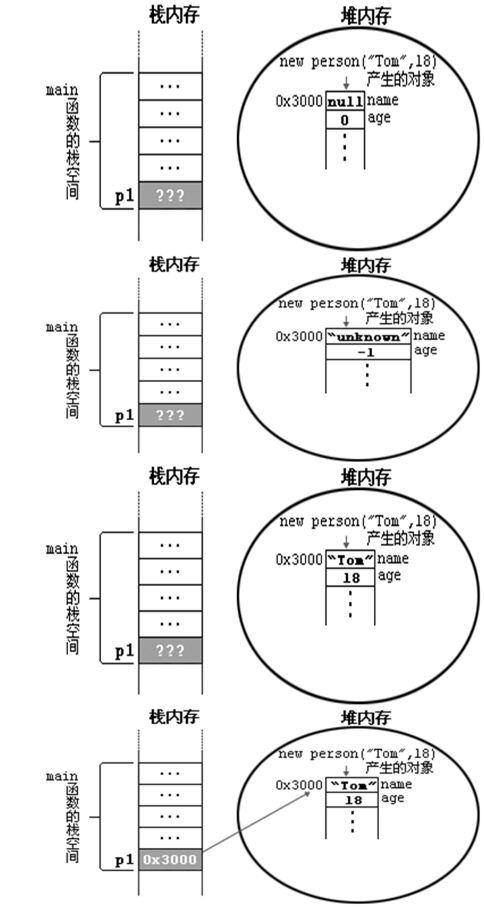 栈内存 堆内存
new person("Tom",18)
产生的对象
0x3000 null name
0 age
main函数的栈空间
...
...
...
...
p1 ???
栈内存 堆内存
new person("Tom",18)
产生的对象
0x3000 "unknown" name
-1 age
main函数的栈空间
...
...
...
...
p1 ???
栈内存 堆内存
new person("Tom",18)
产生的对象
0x3000 "Tom" name
18 age
main函数的栈空间
...
...
...
...
p1 ???
栈内存 堆内存
new person("Tom",18)
产生的对象
0x3000 "Tom" name
18 age
main函数的栈空间
...
...
...
...
p1 0x3000